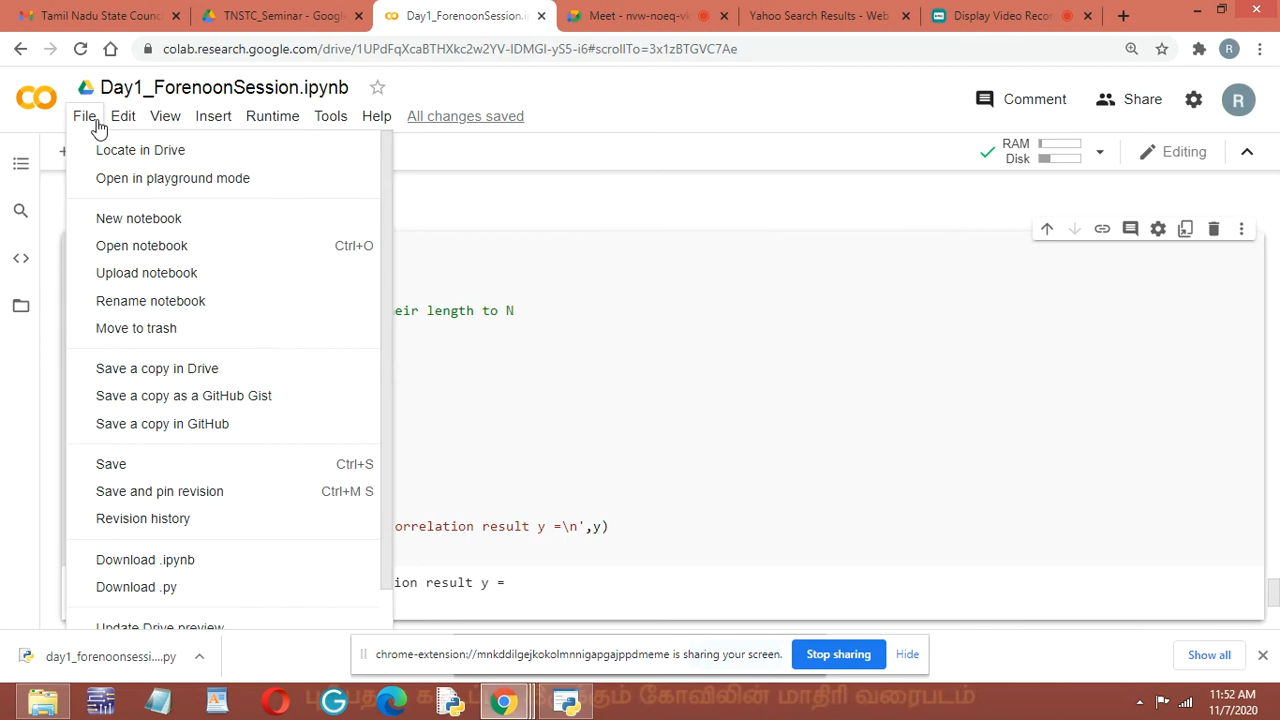 Tamil Nadu State Counc
TNSTC_Seminar - Google
Day1_ForenoonSession.i
Meet - nvw-noeq-vk
Yahoo Search Results - Web
Display Video Recor
colab.research.google.com/drive/1UPdFqXcaBTHXkc2w2YV-IDMGI-yS5-i6#scrollTo=3x1zBTGVC7Ae
R
Day1_ForenoonSession.ipynb
Comment
Share
R
File
Edit
View
Insert
Runtime
Tools
Help
All changes saved
RAM
Disk
Editing
Locate in Drive
Open in playground mode
New notebook
Open notebook Ctrl+O
Upload notebook
Rename notebook
Move to trash
Save a copy in Drive
Save a copy as a GitHub Gist
Save a copy in GitHub
Save Ctrl+S
Save and pin revision Ctrl+M S
Revision history
Download .ipynb
Download .py
Update Drive preview
eir length to N
orrelation result y =\n',y)
ion result y =
day1_forenoonsessi....py
chrome-extension://mnkddilgejkokolmnnigapgajppdmeme is sharing your screen.
Stop sharing
Hide
Show all
கோவிலின் மாதிரி வரைபடம்
11:52 AM
11/7/2020